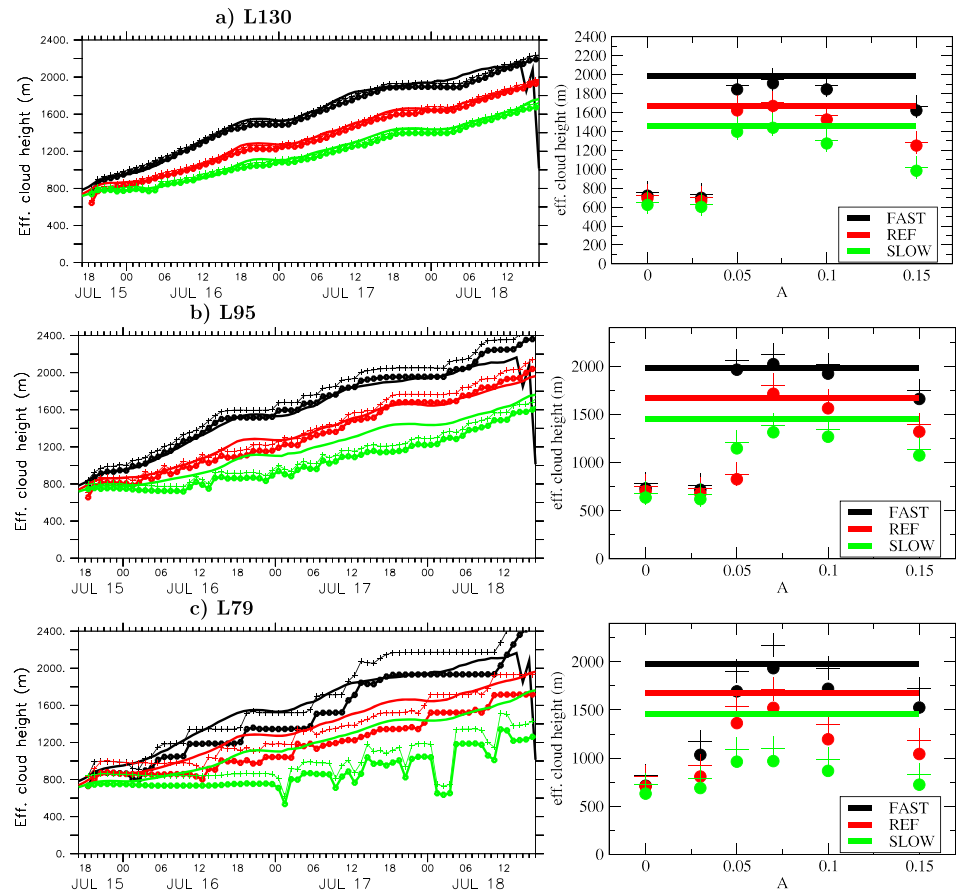 a) L130
Eff. cloud height (m)
2400.
2000.
1600.
1200.
800.
400.
0.
18 00 06 12 18 00 06 12 18 00 06 12
JUL 15 JUL 16 JUL 17 JUL 18
eff. cloud height (m)
2400
2200
2000
1800
1600
1400
1200
1000
800
600
400
200
0
FAST
REF
SLOW
0 0.05 0.1 0.15
A
b) L95
Eff. cloud height (m)
2400.
2000.
1600.
1200.
800.
400.
0.
18 00 06 12 18 00 06 12 18 00 06 12
JUL 15 JUL 16 JUL 17 JUL 18
eff. cloud height (m)
2000
1500
1000
500
0
FAST
REF
SLOW
0 0.05 0.1 0.15
A
c) L79
Eff. cloud height (m)
2400.
2000.
1600.
1200.
800.
400.
0.
18 00 06 12 18 00 06 12 18 00 06 12
JUL 15 JUL 16 JUL 17 JUL 18
eff. cloud height (m)
2000
1500
1000
500
0
FAST
REF
SLOW
0 0.05 0.1 0.15
A